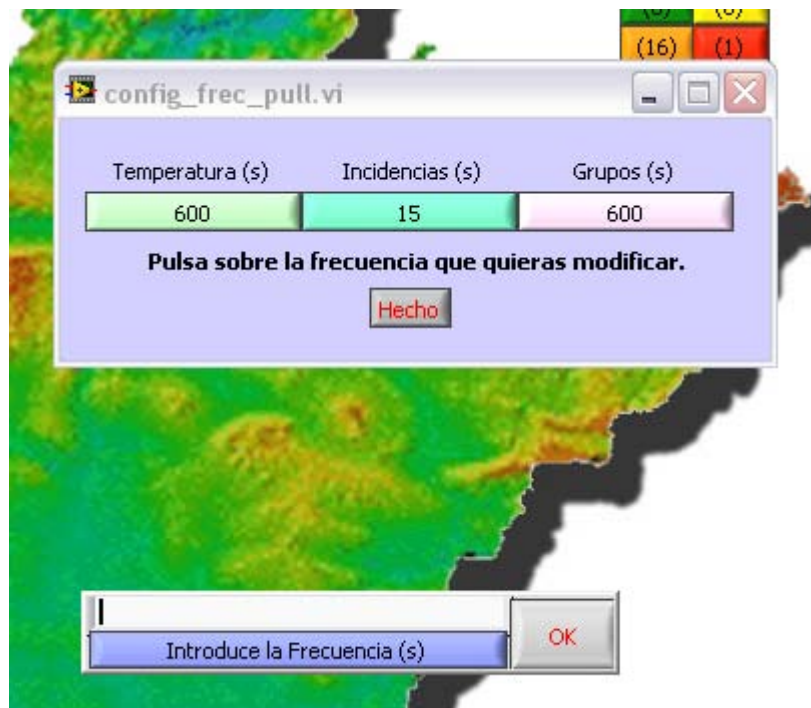 (16) (1)
config_frec_pull.vi
Temperatura (s) Incidencias (s) Grupos (s)
600 15 600
Pulsa sobre la frecuencia que quieras modificar.
Hecho
Introduce la Frecuencia (s)
OK